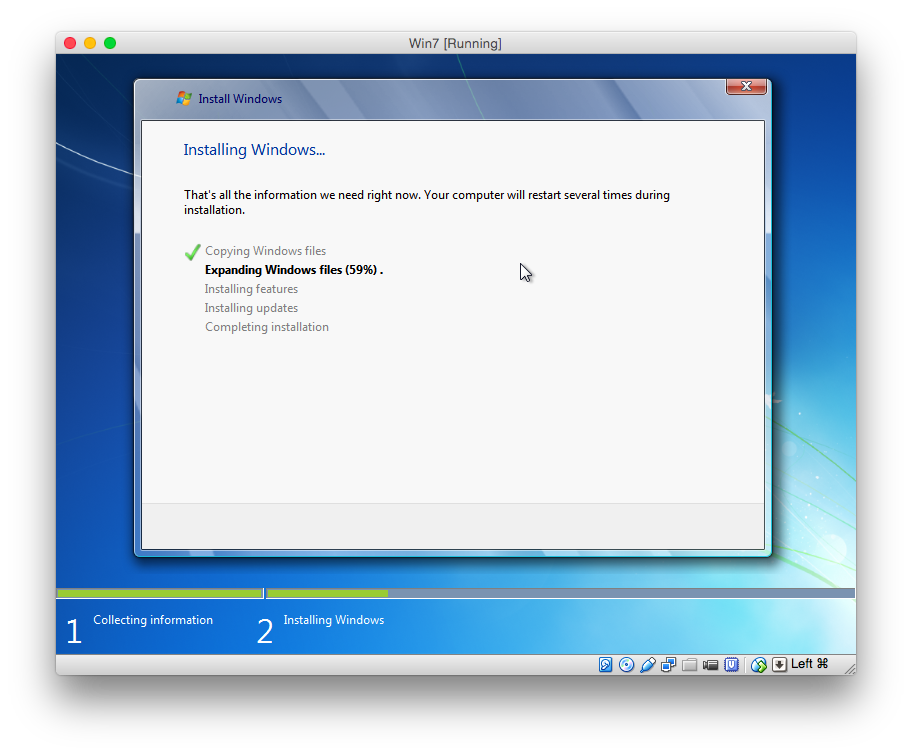 Win7 [Running]
Install Windows
Installing Windows...
That's all the information we need right now. Your computer will restart several times during
installation.
Copying Windows files
Expanding Windows files (59%) .
Installing features
Installing updates
Completing installation
1 Collecting information
2 Installing Windows
Left ⌘